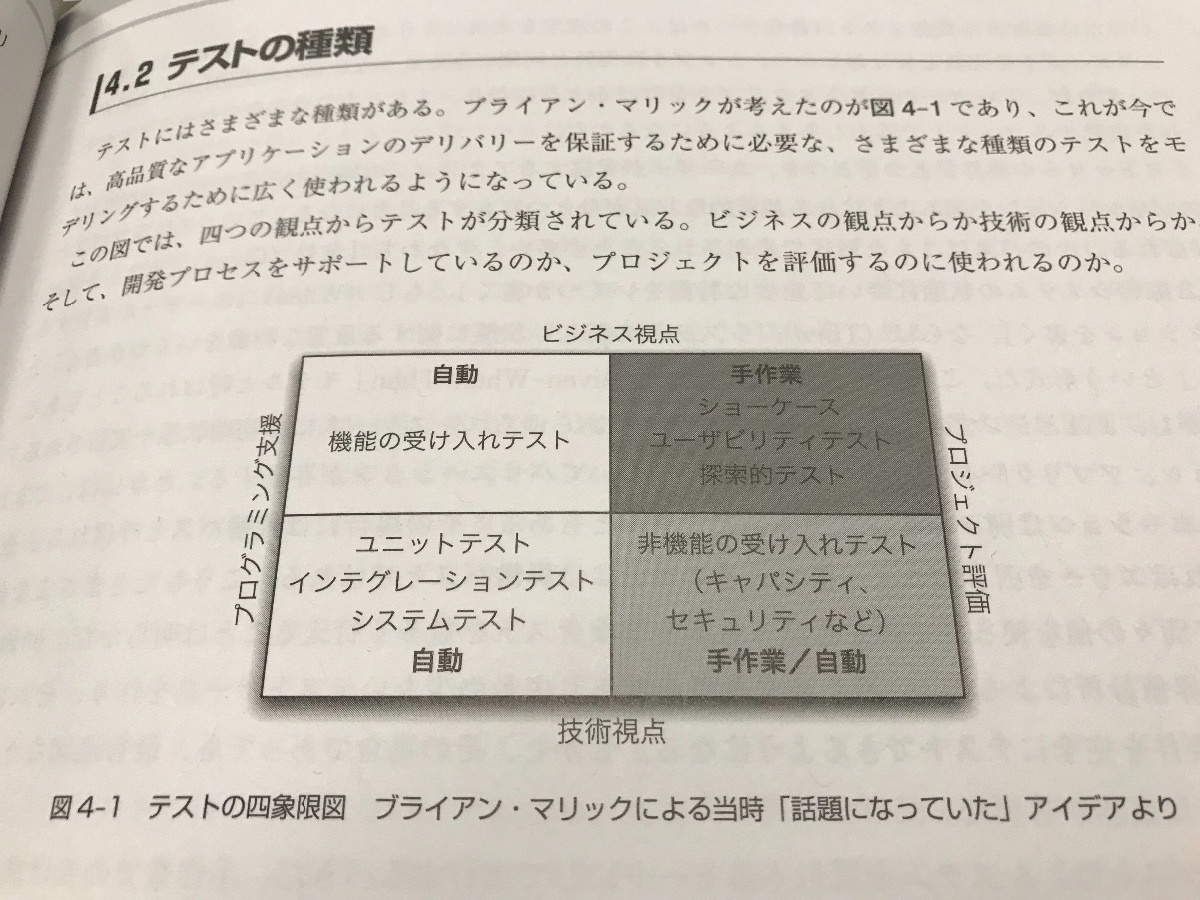 4.2 テストの種類
テストにはさまざまな種類がある。ブライアン・マリックが考えたのが図4-1であり、これが今で
は、高品質なアプリケーションのデリバリーを保証するために必要な、さまざまな種類のテストをモ
デリングするために広く使われるようになっている。
この図では、四つの観点からテストが分類されている。ビジネスの観点からか技術の観点からか、
そして、開発プロセスをサポートしているのか、プロジェクトを評価するのに使われるのか。
ビジネス視点
プログラミング支援
自動
機能の受け入れテスト
手作業
ショーケース
ユーザビリティテスト
探索的テスト
プロジェクト評価
ユニットテスト
インテグレーションテスト
システムテスト
自動
非機能の受け入れテスト
（キャパシティ、
セキュリティなど）
手作業／自動
技術視点
図4-1 テストの四象限図 ブライアン・マリックによる当時「話題になっていた」アイデアより